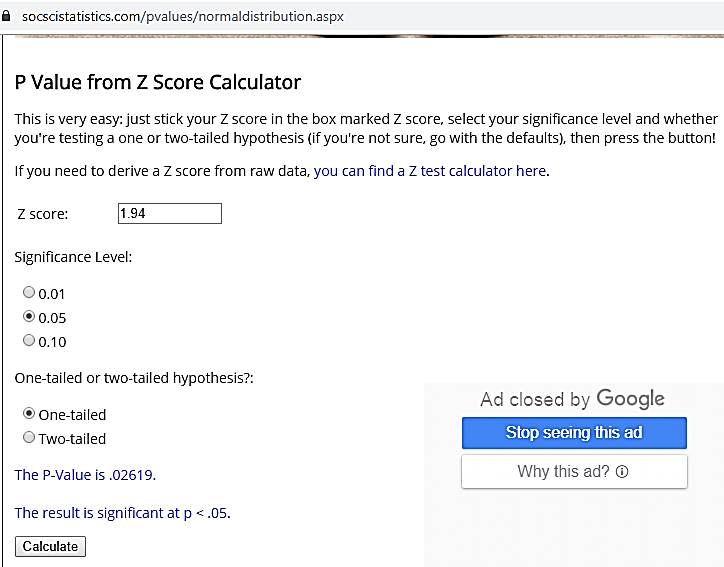 socscistatistics.com/pvalues/normaldistribution.aspx
P Value from Z Score Calculator
This is very easy: just stick your Z score in the box marked Z score, select your significance level and whether
you're testing a one or two-tailed hypothesis (if you're not sure, go with the defaults), then press the button!
If you need to derive a Z score from raw data, you can find a Z test calculator here.
Z score: 1.94
Significance Level:
0.01
0.05
0.10
One-tailed or two-tailed hypothesis?:
One-tailed
Two-tailed
The P-Value is .02619.
The result is significant at p < .05.
Calculate
Ad closed by Google
Stop seeing this ad
Why this ad?